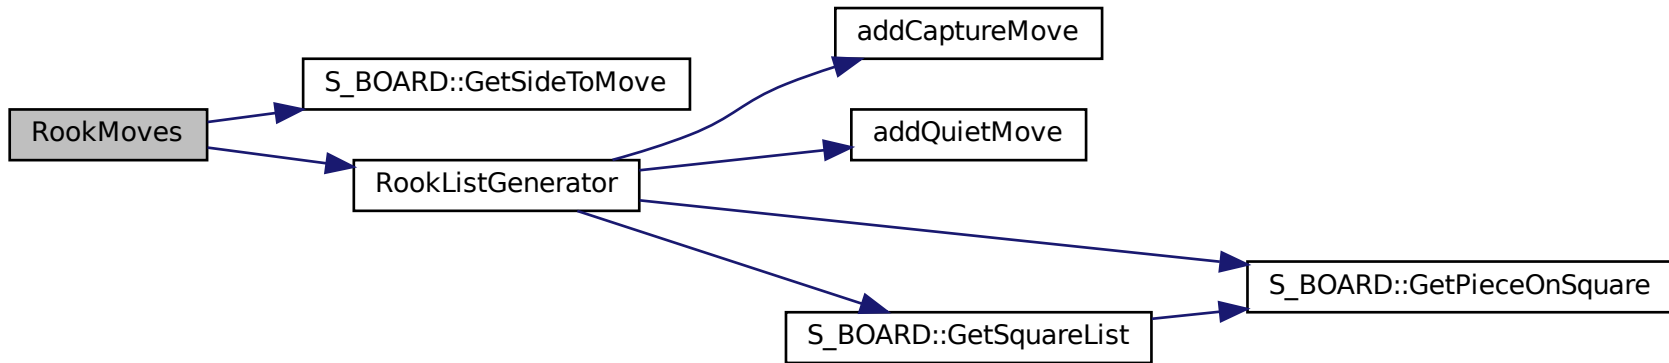 RookMoves
S_BOARD::GetSideToMove
RookListGenerator
addCaptureMove
addQuietMove
S_BOARD::GetPieceOnSquare
S_BOARD::GetSquareList